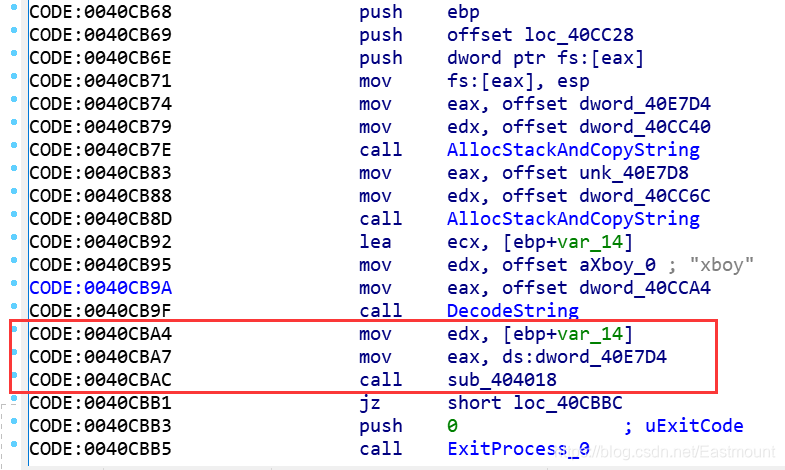 CODE:0040CB68 push ebp
CODE:0040CB69 push offset loc_40CC28
CODE:0040CB6E push dword ptr fs:[eax]
CODE:0040CB71 mov fs:[eax], esp
CODE:0040CB74 mov eax, offset dword_40E7D4
CODE:0040CB79 mov edx, offset dword_40CC40
CODE:0040CB7E call AllocStackAndCopyString
CODE:0040CB83 mov eax, offset unk_40E7D8
CODE:0040CB88 mov edx, offset dword_40CC6C
CODE:0040CB8D call AllocStackAndCopyString
CODE:0040CB92 lea ecx, [ebp+var_14]
CODE:0040CB95 mov edx, offset aXboy_0 ; "xboy"
CODE:0040CB9A mov eax, offset dword_40CCA4
CODE:0040CB9F call DecodeString
CODE:0040CBA4 mov edx, [ebp+var_14]
CODE:0040CBA7 mov eax, ds:dword_40E7D4
CODE:0040CBAC call sub_404018
CODE:0040CBB1 jz short loc_40CBBC
CODE:0040CBB3 push 0 ; uExitCode
CODE:0040CBB5 call ExitProcess_0
blog.csdn.net/Eastmount